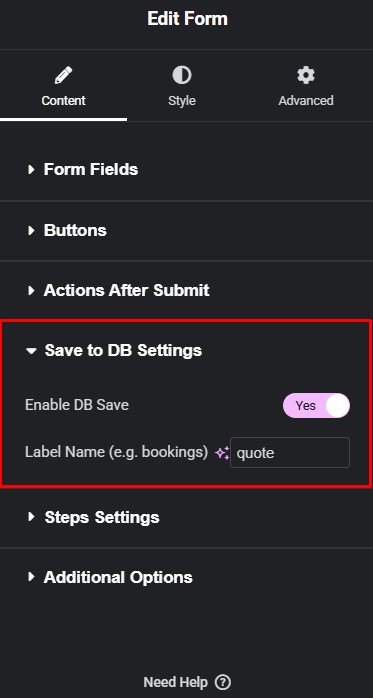 Edit Form
Content
Style
Advanced
Form Fields
Buttons
Actions After Submit
Save to DB Settings
Enable DB Save
Yes
Label Name (e.g. bookings)
quote
Steps Settings
Additional Options
Need Help ?